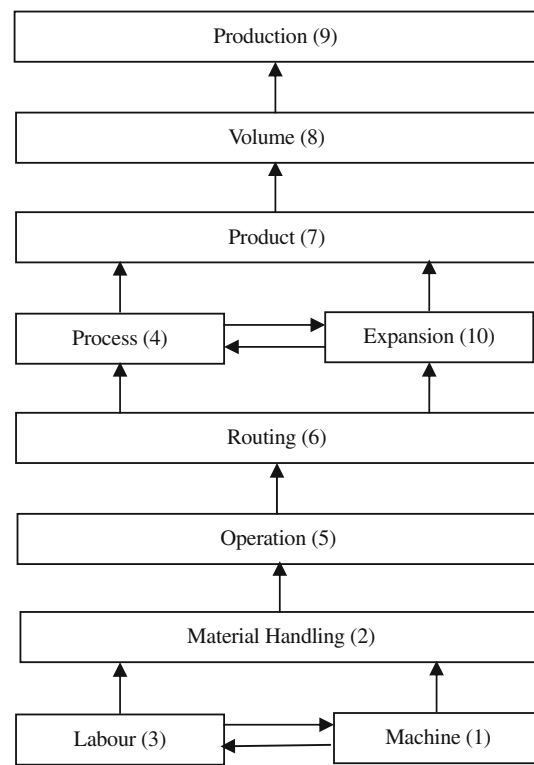 Production (9)
Volume (8)
Product (7)
Process (4)
Expansion (10)
Routing (6)
Operation (5)
Material Handling (2)
Labour (3)
Machine (1)